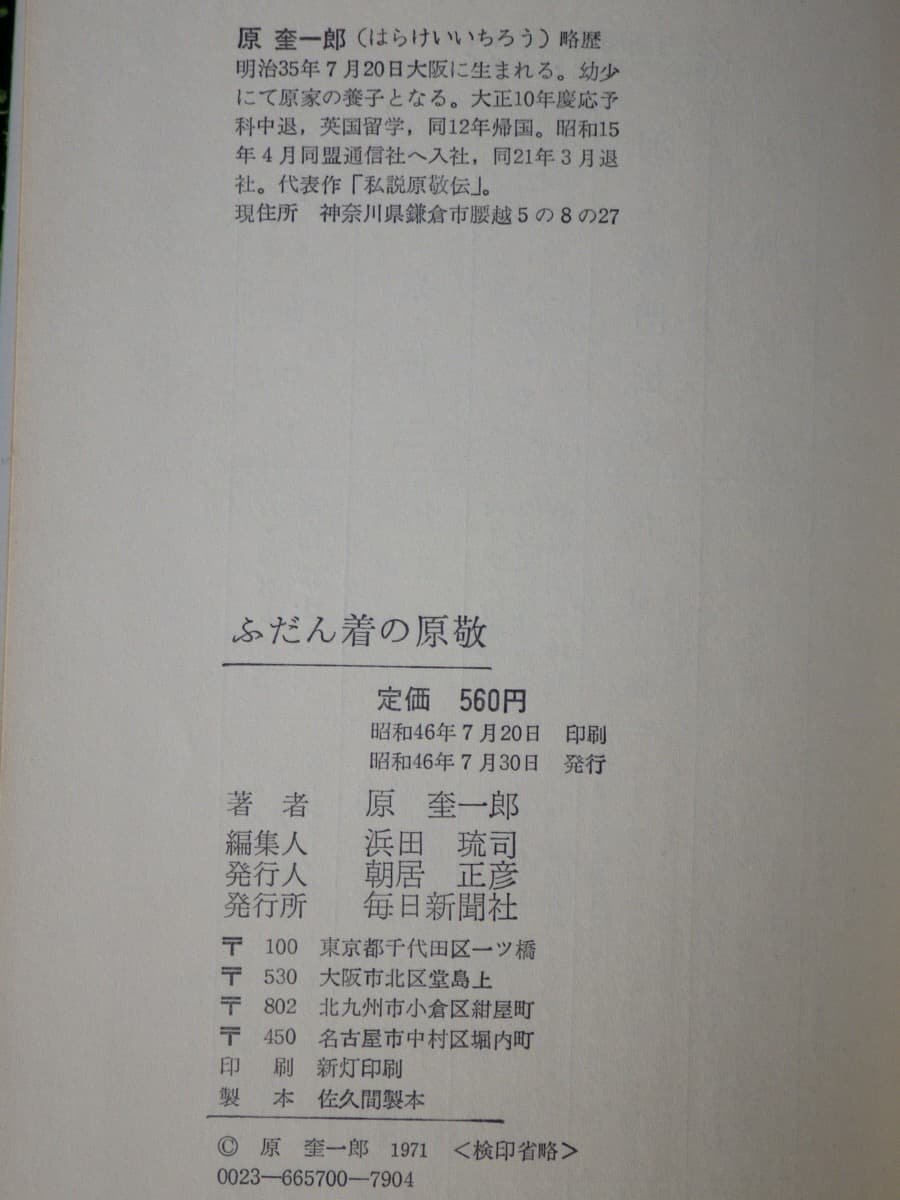 原 奎一郎（はらけいいちろう）略歴
明治35年7月20日大阪に生まれる。幼少
にて原家の養子となる。大正10年慶応予
科中退，英国留学，同12年帰国。昭和15
年4月同盟通信社へ入社，同21年3月退
社。代表作「私説原敬伝」。
現住所 神奈川県鎌倉市腰越5の8の27
ふだん着の原敬
定価 560円
昭和46年7月20日 印刷
昭和46年7月30日 発行
著者 原 奎一郎
編集人 浜田 琉司
発行人 朝居 正彦
発行所 毎日新聞社
〒 100 東京都千代田区一ツ橋
〒 530 大阪市北区堂島上
〒 802 北九州市小倉区紺屋町
〒 450 名古屋市中村区堀内町
印刷 新灯印刷
製本 佐久間製本
© 原 奎一郎 1971 ＜検印省略＞
0023―665700―7904